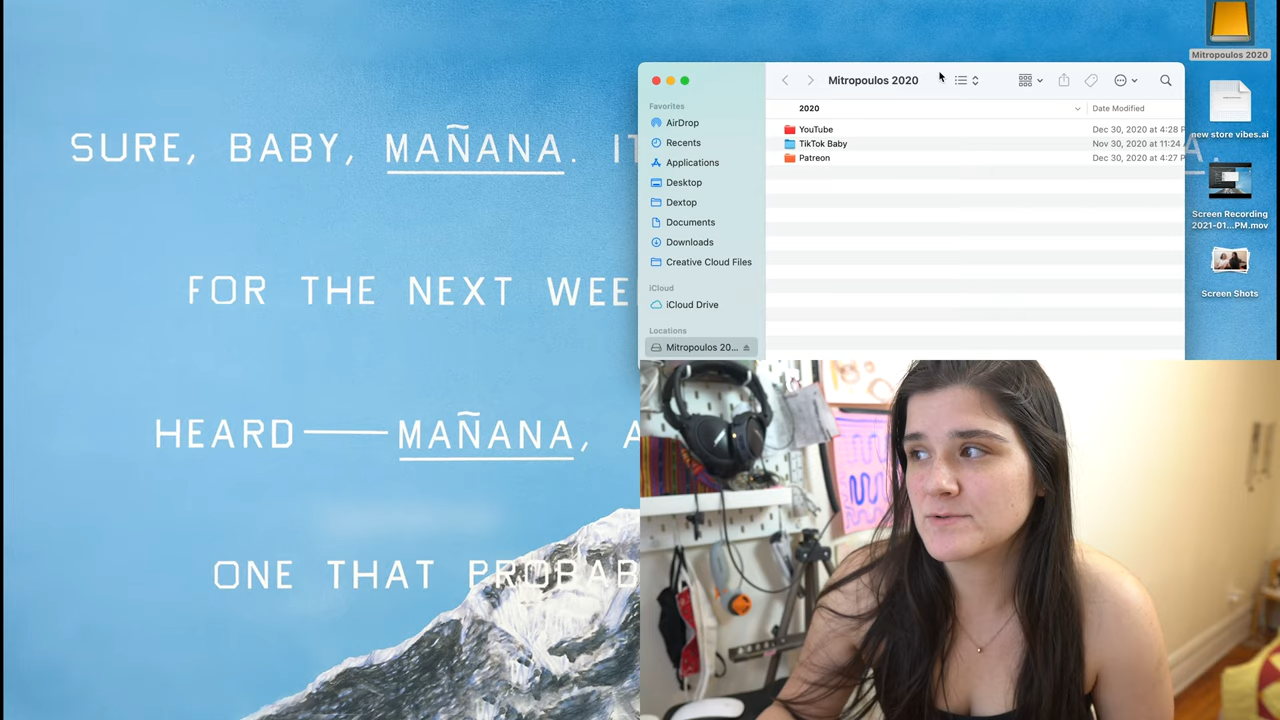 SURE, BABY, MAÑANA. IT
A.
FOR THE NEXT WEE
HEARD — MAÑANA, A
ONE THAT PROBAB
Mitropoulos 2020
new store vibes.ai
Screen Recording
2021-01...PM.mov
Screen Shots
Mitropoulos 2020
Favorites
AirDrop
Recents
Applications
Desktop
Dextop
Documents
Downloads
Creative Cloud Files
iCloud
iCloud Drive
Locations
Mitropoulos 20...
2020
Date Modified
YouTube
Dec 30, 2020 at 4:28 P
TikTok Baby
Nov 30, 2020 at 11:24
Patreon
Dec 30, 2020 at 4:27 P